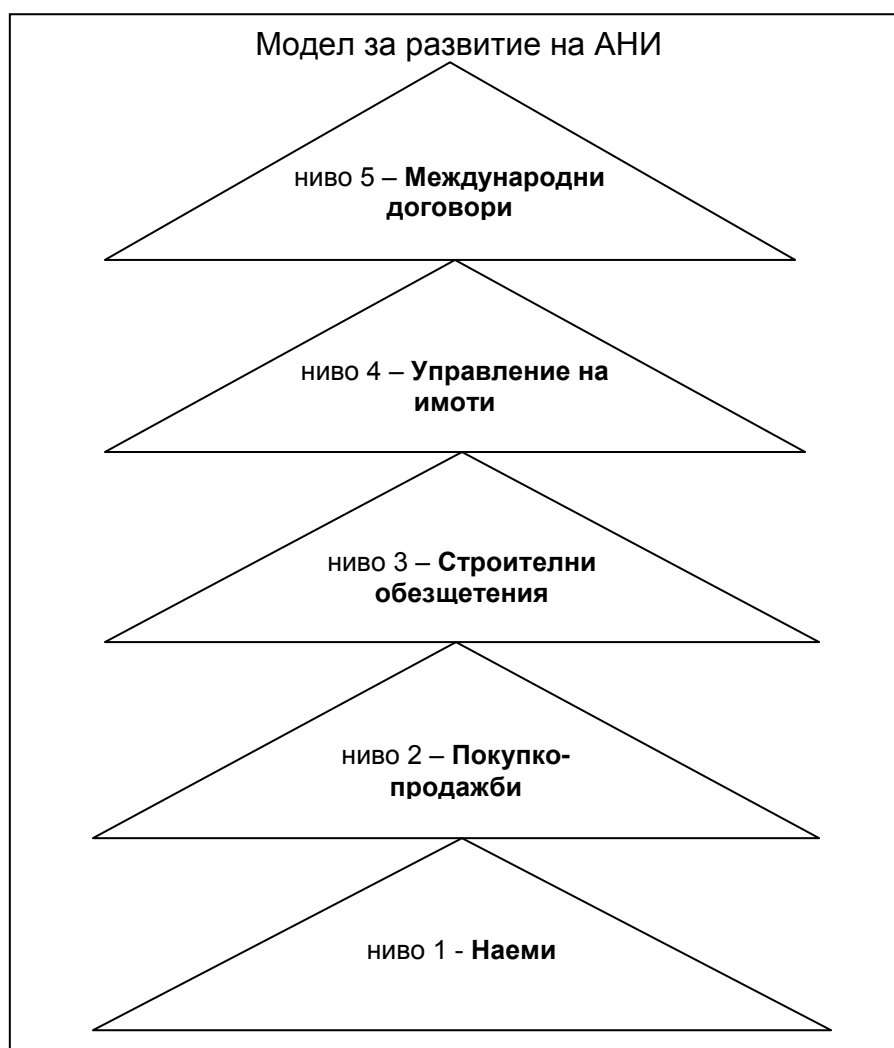 Модел за развитие на АНИ
ниво 5 – Международни
договори
ниво 4 – Управление на
имоти
ниво 3 – Строителни
обезщетения
ниво 2 – Покупко-
продажби
ниво 1 - Наеми